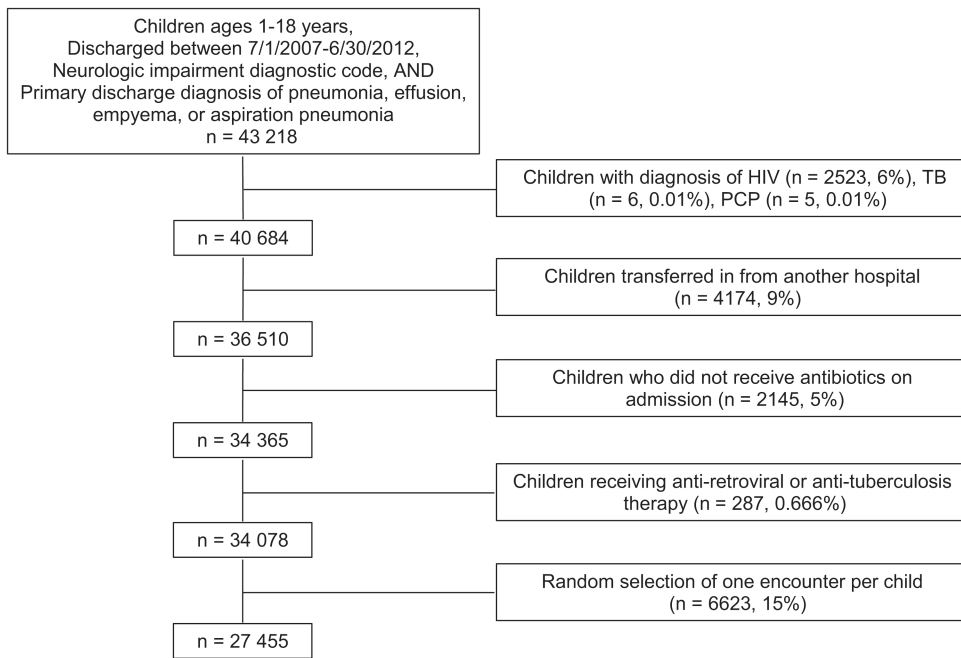 Children ages 1-18 years,
Discharged between 7/1/2007-6/30/2012,
Neurologic impairment diagnostic code, AND
Primary discharge diagnosis of pneumonia, effusion,
empyema, or aspiration pneumonia
n = 43 218
Children with diagnosis of HIV (n = 2523, 6%), TB
(n = 6, 0.01%), PCP (n = 5, 0.01%)
n = 40 684
Children transferred in from another hospital
(n = 4174, 9%)
n = 36 510
Children who did not receive antibiotics on
admission (n = 2145, 5%)
n = 34 365
Children receiving anti-retroviral or anti-tuberculosis
therapy (n = 287, 0.666%)
n = 34 078
Random selection of one encounter per child
(n = 6623, 15%)
n = 27 455